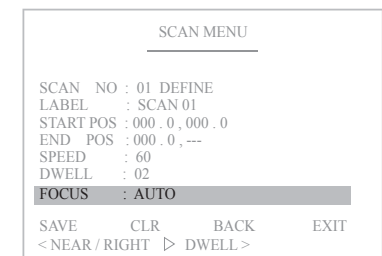 SCAN MENU
SCAN NO : 01 DEFINE
LABEL : SCAN 01
START POS : 000 . 0 , 000 . 0
END POS : 000 . 0 , ---
SPEED : 60
DWELL : 02
FOCUS : AUTO
SAVE CLR BACK EXIT
< NEAR / RIGHT ▷ DWELL >